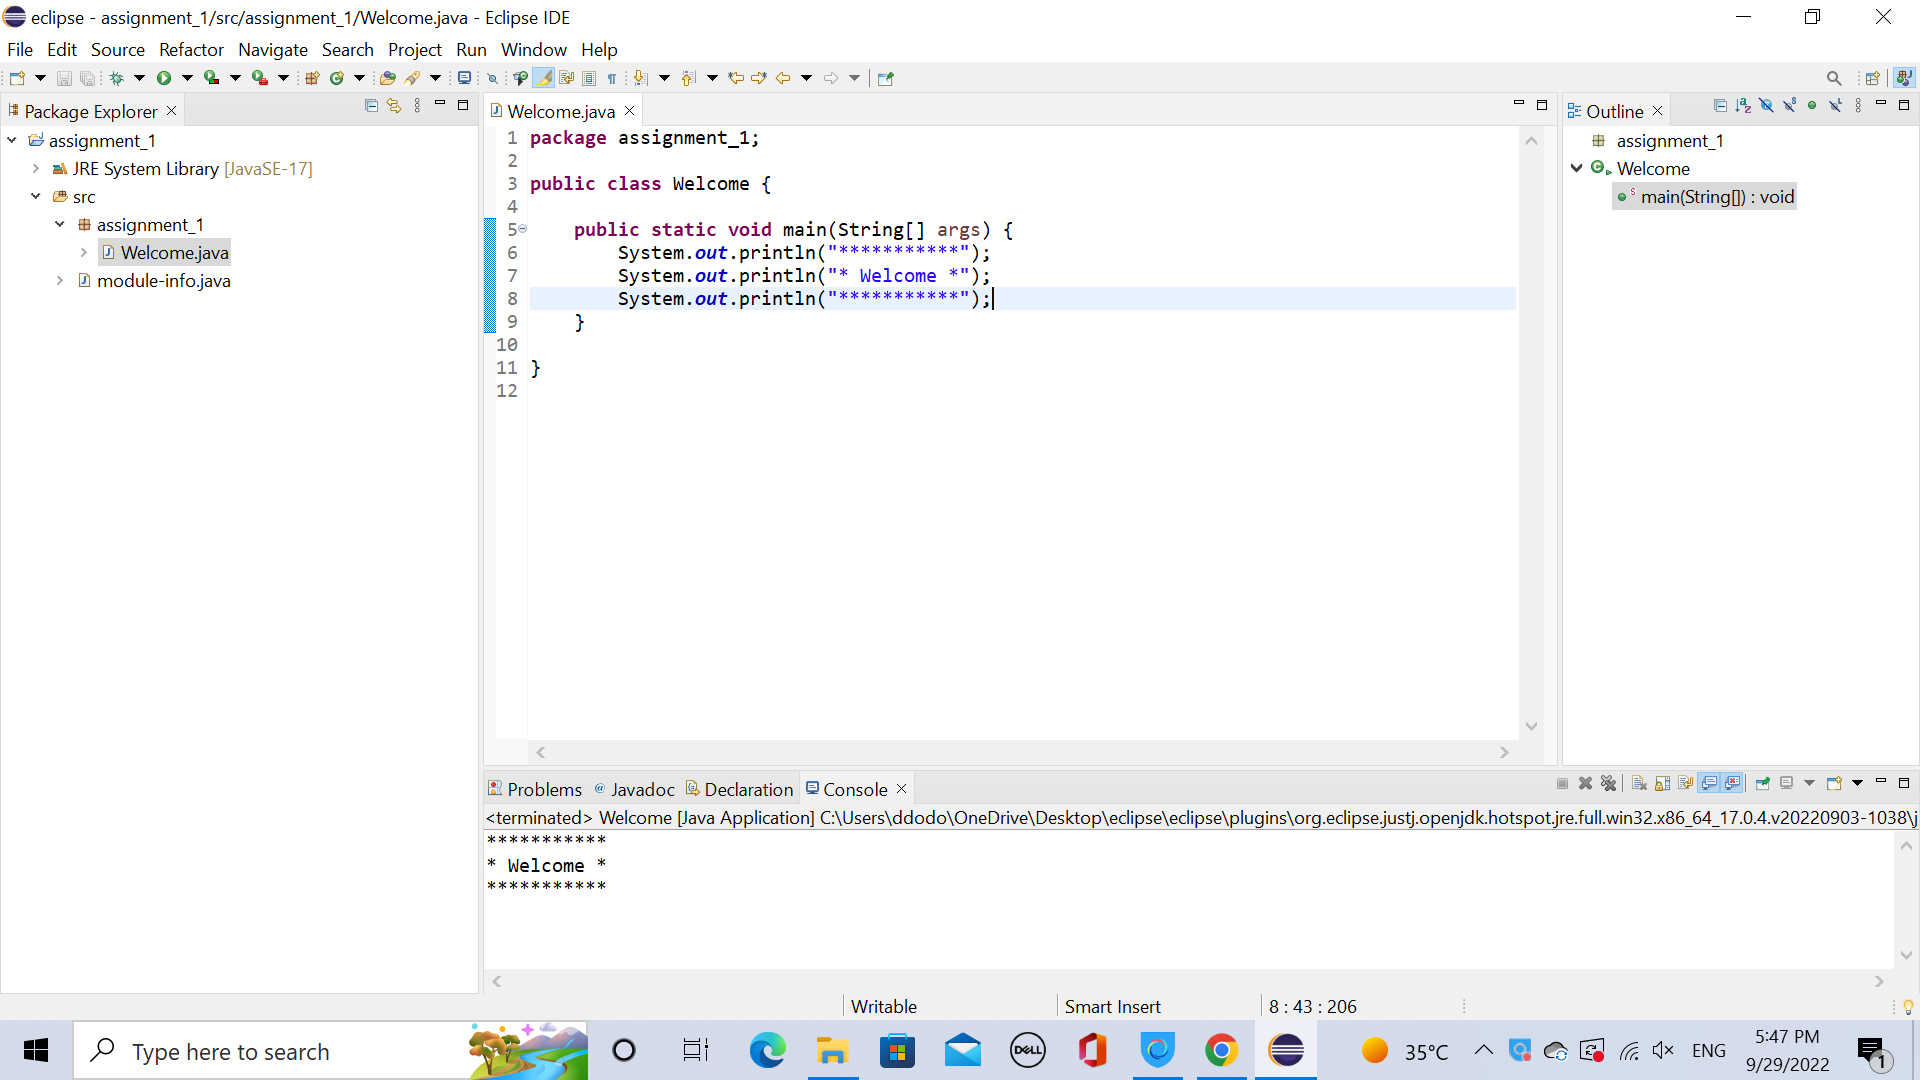 eclipse - assignment_1/src/assignment_1/Welcome.java - Eclipse IDE
File Edit Source Refactor Navigate Search Project Run Window Help
Package Explorer
assignment_1
JRE System Library [JavaSE-17]
src
assignment_1
Welcome.java
module-info.java
Welcome.java
1 package assignment_1;
2
3 public class Welcome {
4
5     public static void main(String[] args) {
6         System.out.println("***********");
7         System.out.println("* Welcome *");
8         System.out.println("***********");
9     }
10
11 }
12
Outline
assignment_1
Welcome
main(String[]) : void
Problems Javadoc Declaration Console
<terminated> Welcome [Java Application] C:\Users\ddodo\OneDrive\Desktop\eclipse\eclipse\plugins\org.eclipse.justj.openjdk.hotspot.jre.full.win32.x86_64_17.0.4.v20220903-1038\j
***********
* Welcome *
***********
Writable Smart Insert 8 : 43 : 206
Type here to search
DELL
35°C
ENG
5:47 PM
9/29/2022
1